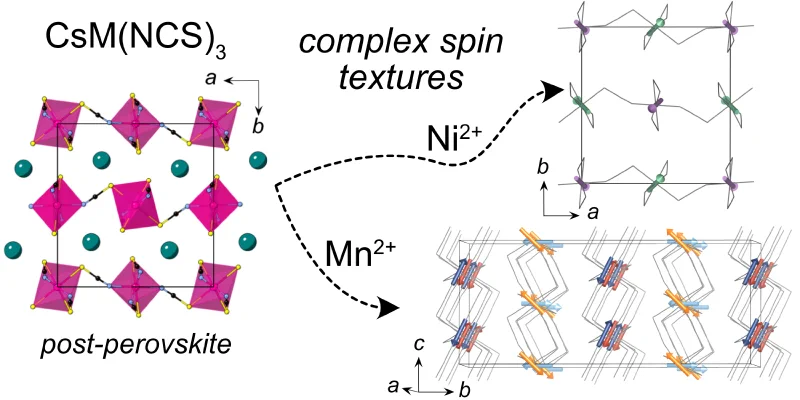 CsM(NCS)₃
complex spin
textures
a
b
Ni²⁺
b
a
Mn²⁺
post-perovskite
c
a
b